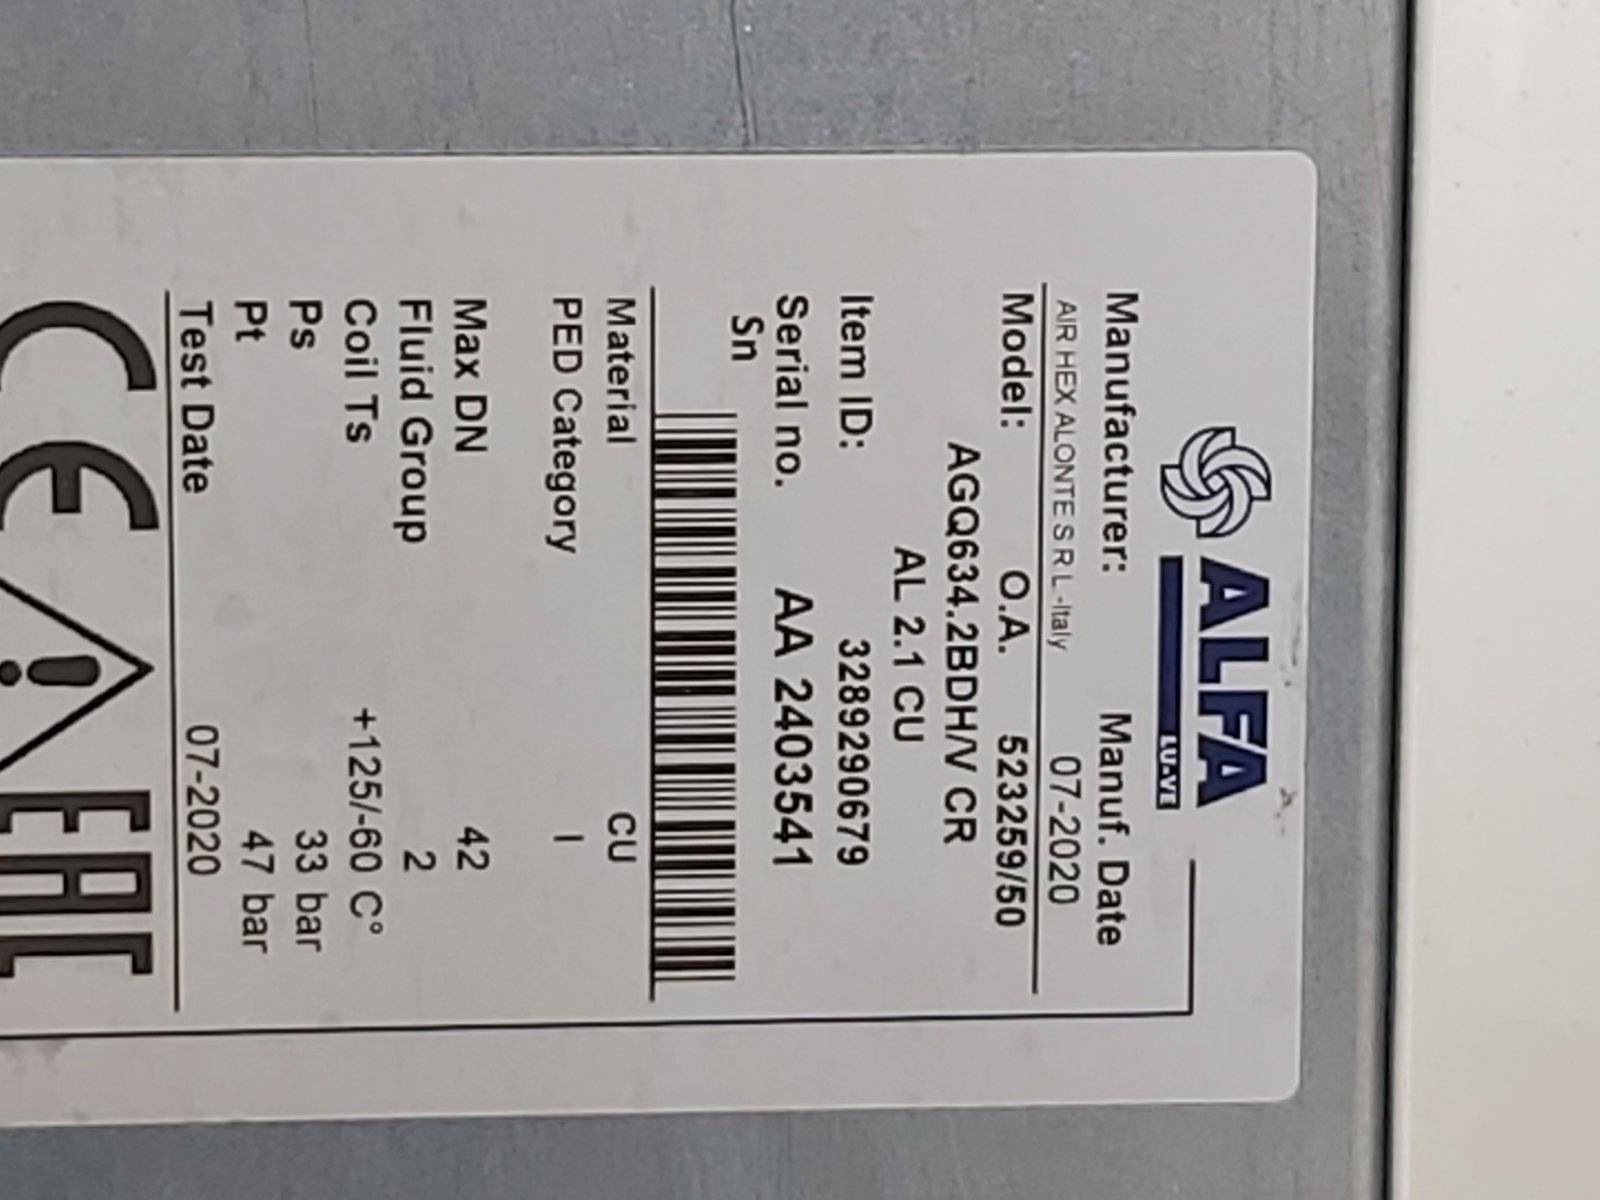 ALFA
LU-VE
Manufacturer: Manuf. Date
AIR HEX ALONTE S R L -Italy 07-2020
Model: O.A. 5233259/50
AGQ634.2BDH/V CR
AL 2.1 CU
Item ID: 3289290679
Serial no. AA 2403541
Sn
Material CU
PED Category I
Max DN 42
Fluid Group 2
Coil Ts +125/-60 C°
Ps 33 bar
Pt 47 bar
Test Date 07-2020
CE EAC